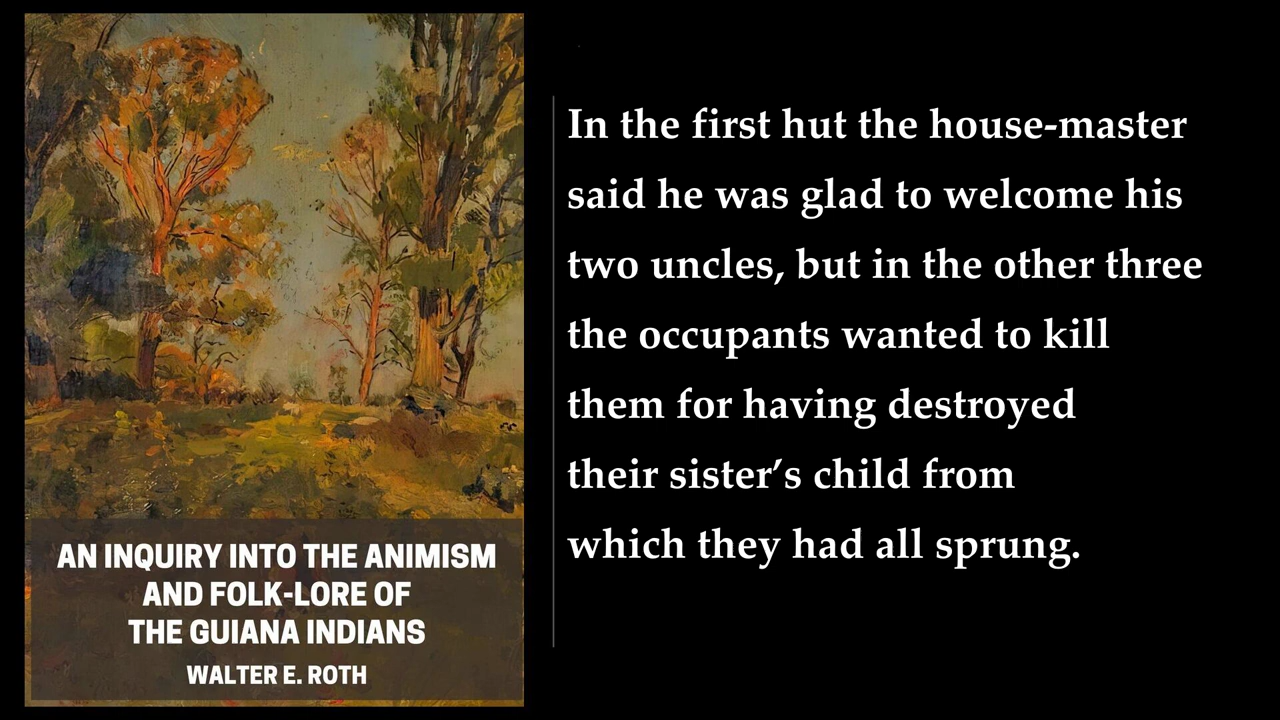 AN INQUIRY INTO THE ANIMISM
AND FOLK-LORE OF
THE GUIANA INDIANS
WALTER E. ROTH
In the first hut the house-master
said he was glad to welcome his
two uncles, but in the other three
the occupants wanted to kill
them for having destroyed
their sister’s child from
which they had all sprung.